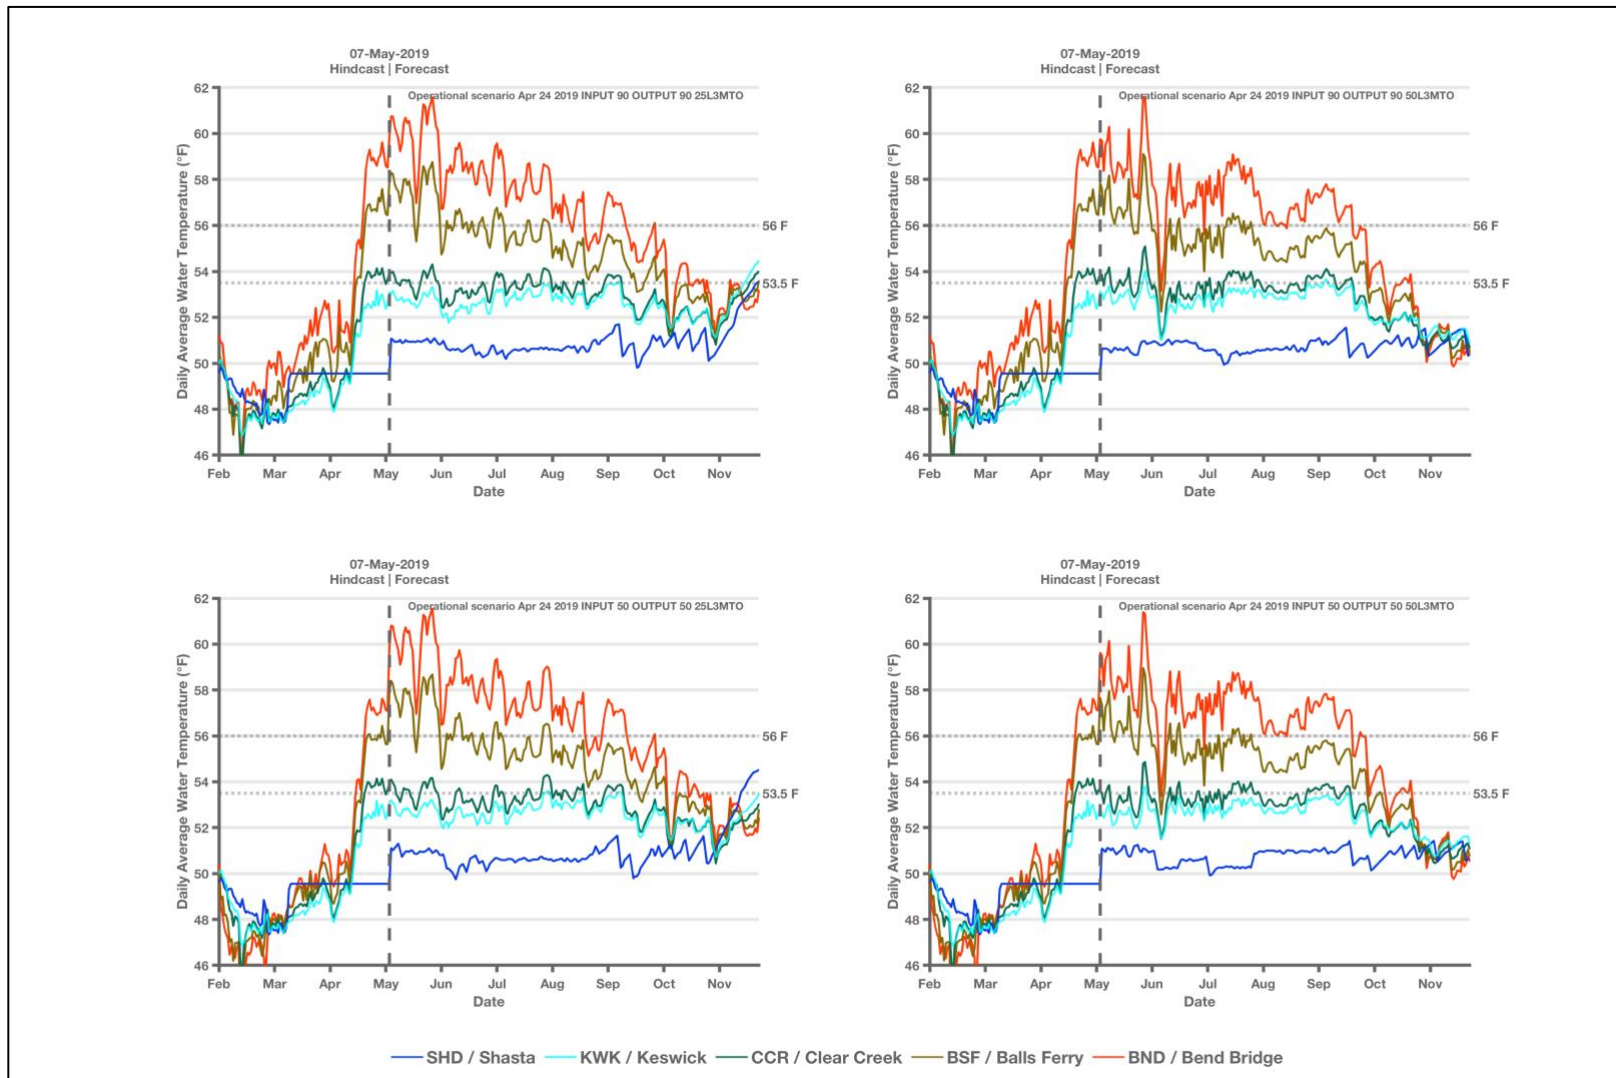 07-May-2019
Hindcast | Forecast
Operational scenario Apr 24 2019 INPUT 90 OUTPUT 90 25L3MTO
Daily Average Water Temperature (°F)
62
60
58
56
54
52
50
48
46
56 F
53.5 F
Feb Mar Apr May Jun Jul Aug Sep Oct Nov
Date
07-May-2019
Hindcast | Forecast
Operational scenario Apr 24 2019 INPUT 90 OUTPUT 90 50L3MTO
Daily Average Water Temperature (°F)
62
60
58
56
54
52
50
48
46
56 F
53.5 F
Feb Mar Apr May Jun Jul Aug Sep Oct Nov
Date
07-May-2019
Hindcast | Forecast
Operational scenario Apr 24 2019 INPUT 50 OUTPUT 50 25L3MTO
Daily Average Water Temperature (°F)
62
60
58
56
54
52
50
48
46
56 F
53.5 F
Feb Mar Apr May Jun Jul Aug Sep Oct Nov
Date
07-May-2019
Hindcast | Forecast
Operational scenario Apr 24 2019 INPUT 50 OUTPUT 50 50L3MTO
Daily Average Water Temperature (°F)
62
60
58
56
54
52
50
48
46
56 F
53.5 F
Feb Mar Apr May Jun Jul Aug Sep Oct Nov
Date
SHD / Shasta KWK / Keswick CCR / Clear Creek BSF / Balls Ferry BND / Bend Bridge